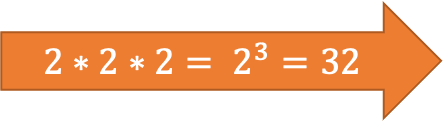 2 ∗ 2 ∗ 2 = 2³ = 32